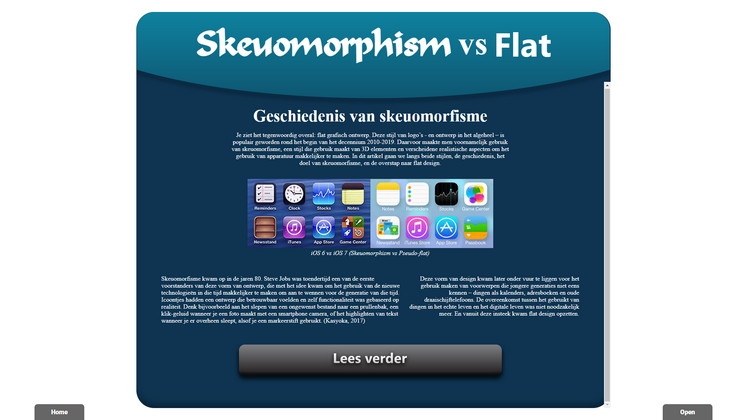 Skeuomorphism vs Flat
Geschiedenis van skeuomorfisme
Je ziet het tegenwoordig overal: flat grafisch ontwerp. Deze stijl van logo's - en ontwerp in het algeheel – is
populair geworden rond het begin van het decennium 2010-2019. Daarvoor maakte men voornamelijk gebruik
van skeuomorfisme, een stijl die gebruik maakt van 3D elementen en verscheidene realistische aspecten om het
gebruik van apparatuur makkelijker te maken. In dit artikel gaan we langs beide stijlen, de geschiedenis, het
doel van skeuomorfisme, en de overstap naar flat design.
Reminders Clock Stocks Notes Notes Reminders Stocks Game Center
Newsstand iTunes App Store Game Center Newsstand iTunes Store App Store Passbook
iOS 6 vs iOS 7 (Skeuomorphism vs Pseudo-flat)
Skeuomorfisme kwam op in de jaren 80. Steve Jobs was toendertijd een van de eerste
voorstanders van deze vorm van ontwerp, die met het idee kwam om het gebruik van de nieuwe
technologieën in die tijd makkelijker te maken om aan te wennen voor de generatie van die tijd.
Icoontjes hadden een ontwerp die betrouwbaar voelden en zelf functionaliteit was gebaseerd op
realiteit. Denk bijvoorbeeld aan het slepen van een ongewenst bestand naar een prullenbak, een
klik-geluid wanneer je een foto maakt met een smartphone camera, of het highlighten van tekst
wanneer je er overheen sleept, alsof je een markeerstift gebruikt. (Kasyoka, 2017)
Deze vorm van design kwam later onder vuur te liggen voor het
gebruik maken van voorwerpen die jongere generaties niet eens
kennen – dingen als kalenders, adresboeken en oude
draaischijftelefoons. De overeenkomst tussen het gebruikt van
dingen in het echte leven en het digitale leven was niet noodzakelijk
meer. En vanuit deze insteek kwam flat design opzetten.
Lees verder
Home
Open